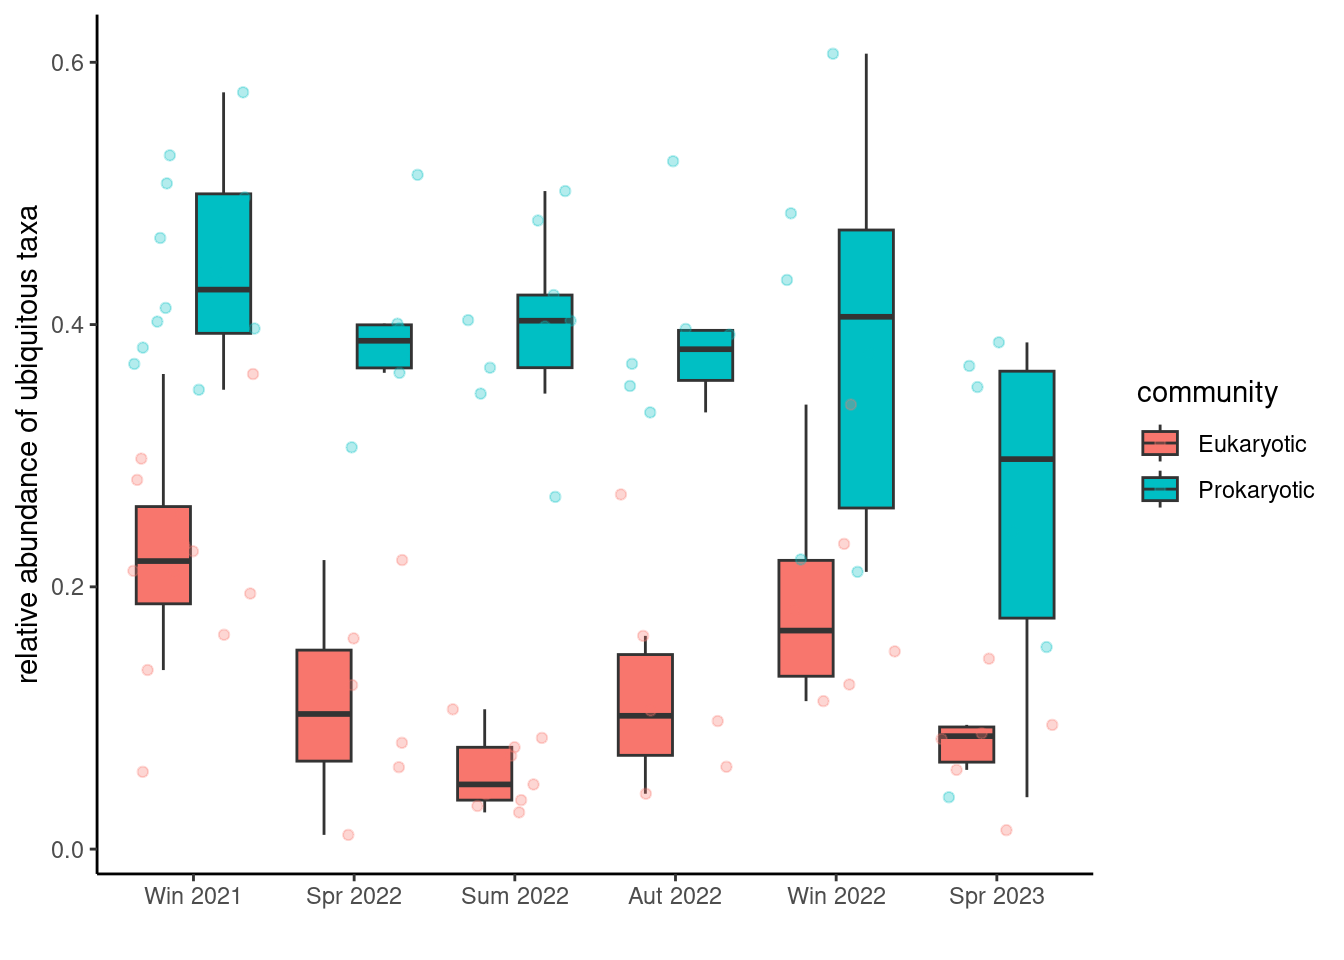 relative abundance of ubiquitous taxa
0.6
0.4
0.2
0.0
Win 2021
Spr 2022
Sum 2022
Aut 2022
Win 2022
Spr 2023
community
Eukaryotic
Prokaryotic